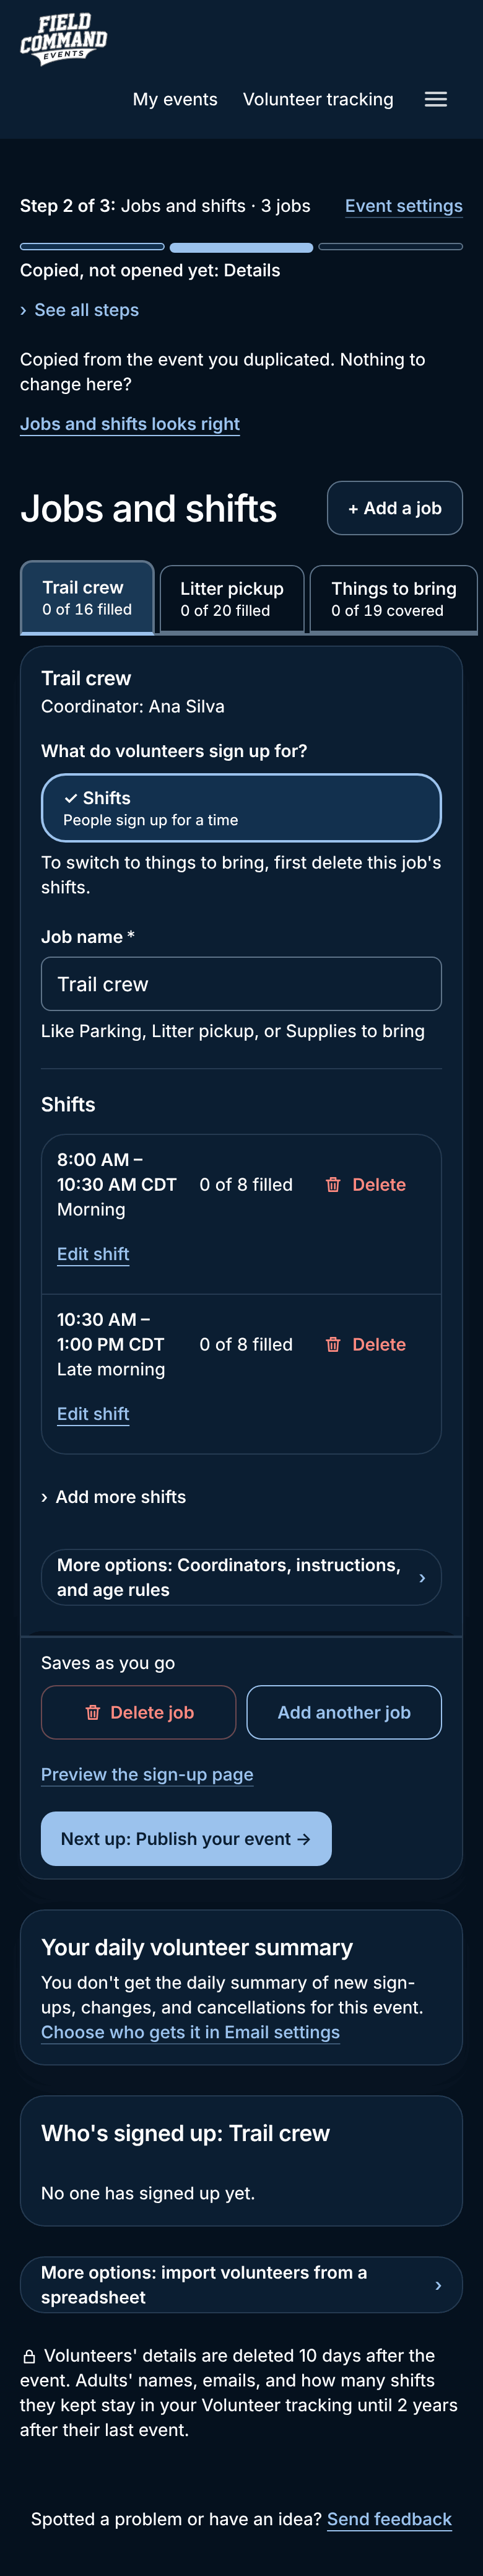 FIELD
COMMAND
EVENTS
My events Volunteer tracking
Step 2 of 3: Jobs and shifts · 3 jobs Event settings
Copied, not opened yet: Details
› See all steps
Copied from the event you duplicated. Nothing to
change here?
Jobs and shifts looks right
Jobs and shifts + Add a job
Trail crew Litter pickup Things to bring
0 of 16 filled 0 of 20 filled 0 of 19 covered
Trail crew
Coordinator: Ana Silva
What do volunteers sign up for?
✓ Shifts
People sign up for a time
To switch to things to bring, first delete this job's
shifts.
Job name *
Trail crew
Like Parking, Litter pickup, or Supplies to bring
Shifts
8:00 AM –
10:30 AM CDT 0 of 8 filled Delete
Morning
Edit shift
10:30 AM –
1:00 PM CDT 0 of 8 filled Delete
Late morning
Edit shift
› Add more shifts
More options: Coordinators, instructions,
and age rules ›
Saves as you go
Delete job Add another job
Preview the sign-up page
Next up: Publish your event →
Your daily volunteer summary
You don't get the daily summary of new sign-
ups, changes, and cancellations for this event.
Choose who gets it in Email settings
Who's signed up: Trail crew
No one has signed up yet.
More options: import volunteers from a
spreadsheet ›
Volunteers' details are deleted 10 days after the
event. Adults' names, emails, and how many shifts
they kept stay in your Volunteer tracking until 2 years
after their last event.
Spotted a problem or have an idea? Send feedback